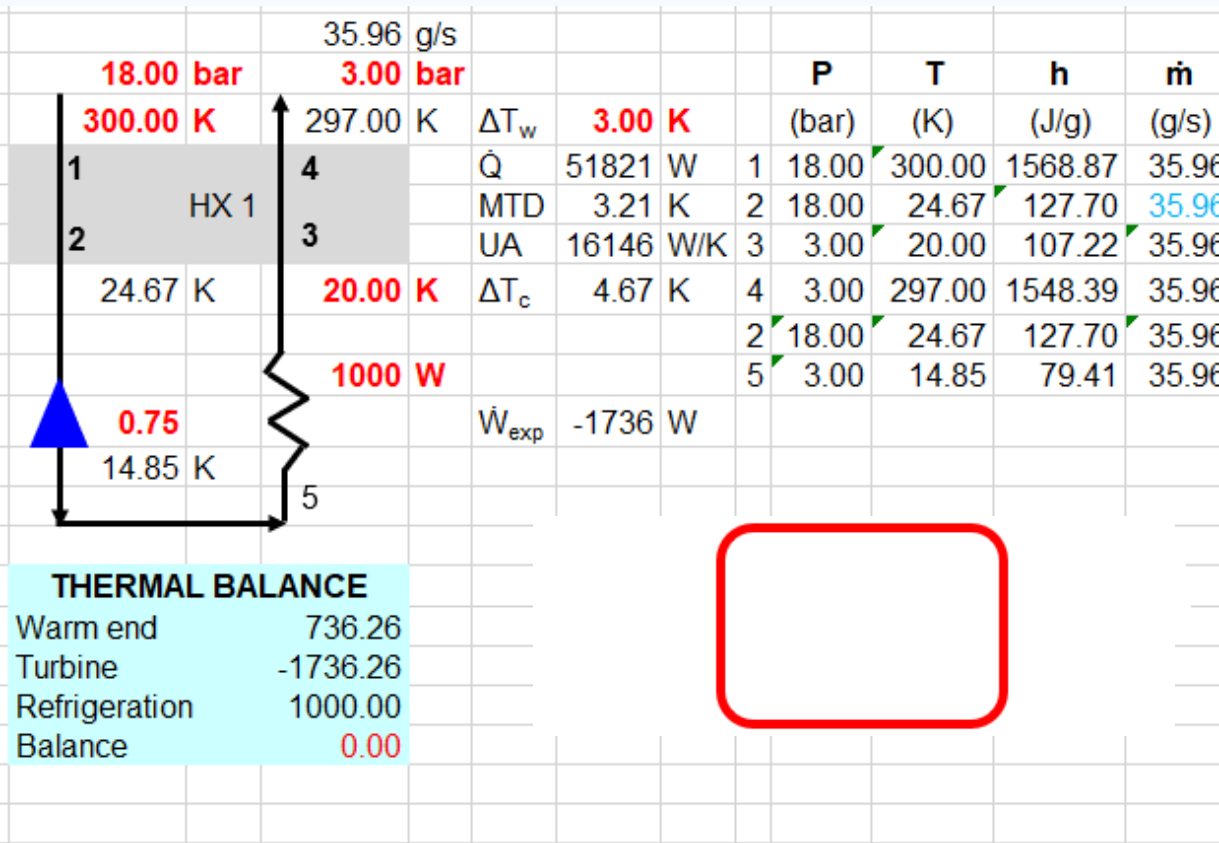 35.96 g/s
18.00 bar 3.00 bar P T h ṁ
300.00 K 297.00 K ΔTw 3.00 K (bar) (K) (J/g) (g/s)
1 4 Q̇ 51821 W 1 18.00 300.00 1568.87 35.96
HX 1 MTD 3.21 K 2 18.00 24.67 127.70 35.96
2 3 UA 16146 W/K 3 3.00 20.00 107.22 35.96
24.67 K 20.00 K ΔTc 4.67 K 4 3.00 297.00 1548.39 35.96
2 18.00 24.67 127.70 35.96
1000 W 5 3.00 14.85 79.41 35.96
0.75 Ẇexp -1736 W
14.85 K
5
THERMAL BALANCE
Warm end 736.26
Turbine -1736.26
Refrigeration 1000.00
Balance 0.00